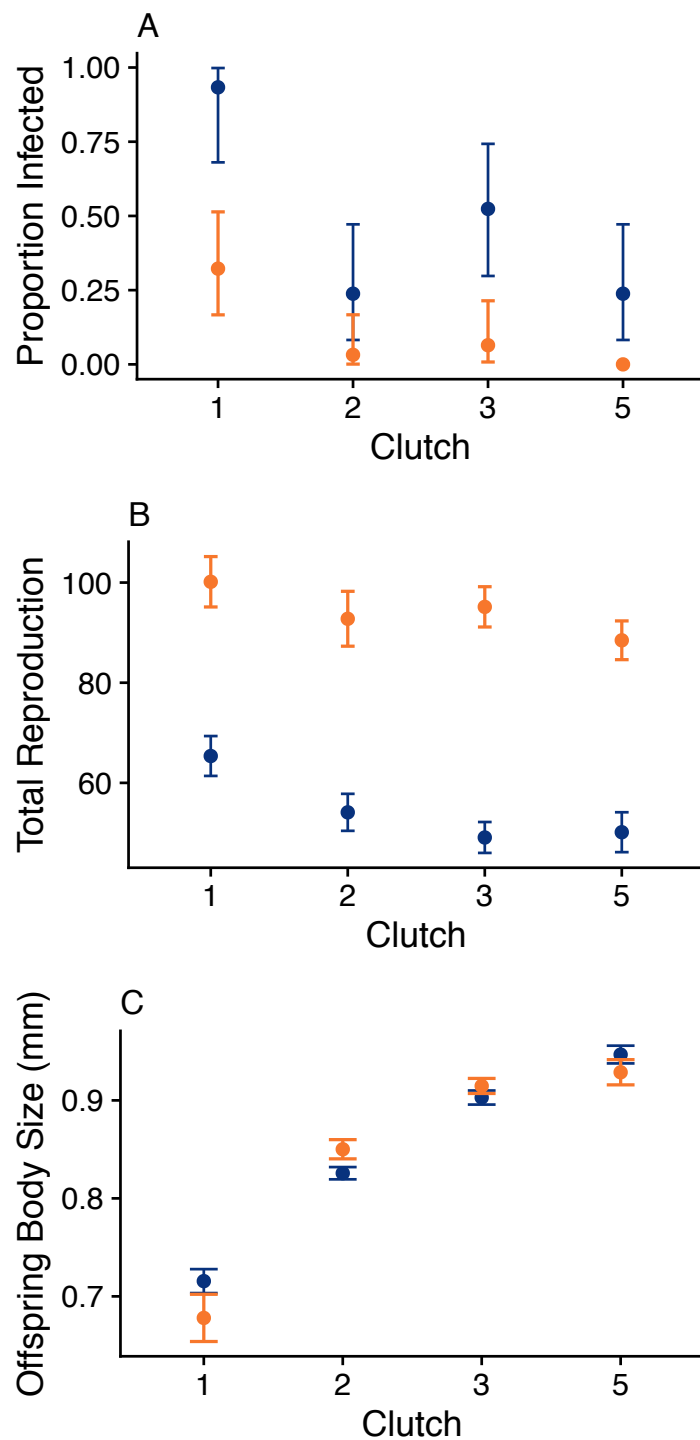 A
Proportion Infected
1.00
0.75
0.50
0.25
0.00
1 2 3 5
Clutch
B
Total Reproduction
100
80
60
1 2 3 5
Clutch
C
Offspring Body Size (mm)
0.9
0.8
0.7
1 2 3 5
Clutch